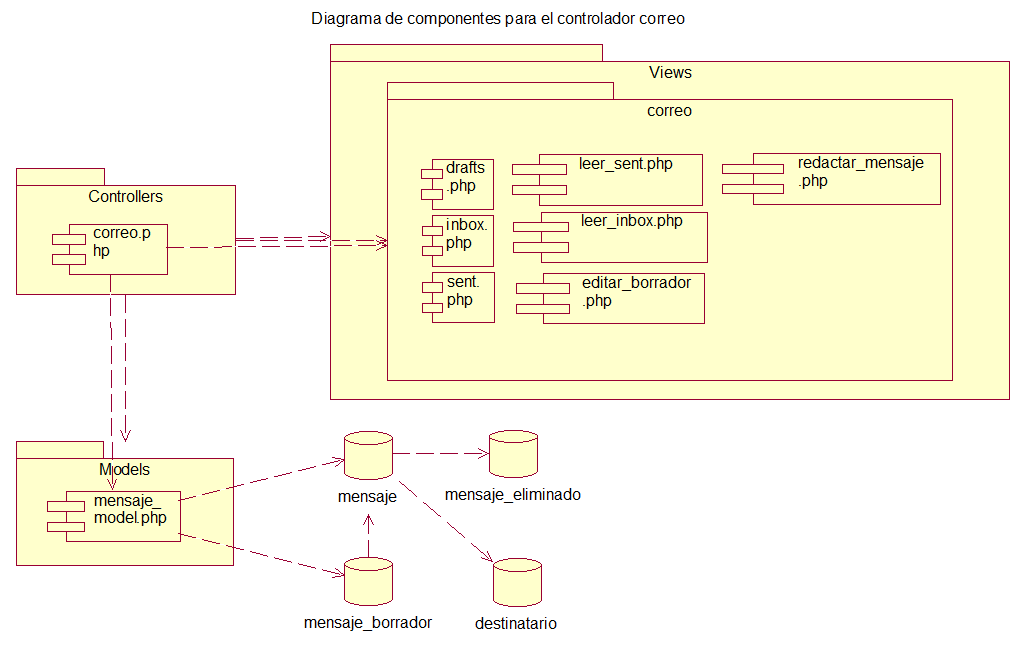 Diagrama de componentes para el controlador correo
Views
correo
drafts
.php
leer_sent.php
redactar_mensaje
.php
Controllers
correo.p
hp
inbox.
php
leer_inbox.php
sent.
php
editar_borrador
.php
Models
mensaje_
model.php
mensaje
mensaje_eliminado
mensaje_borrador
destinatario